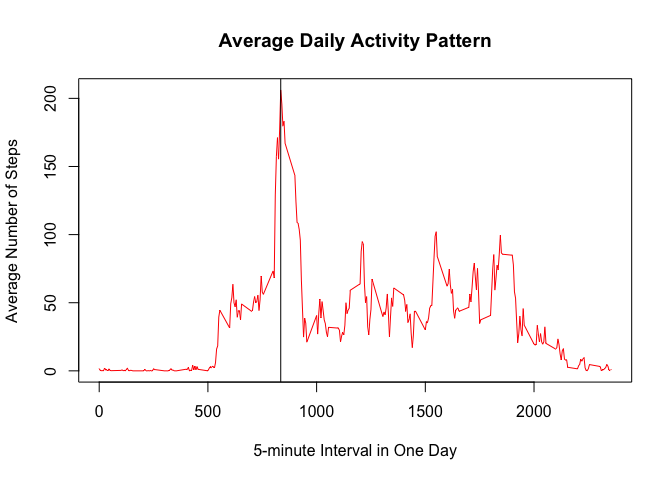 Average Daily Activity Pattern
Average Number of Steps
200
150
100
50
0
0 500 1000 1500 2000
5-minute Interval in One Day